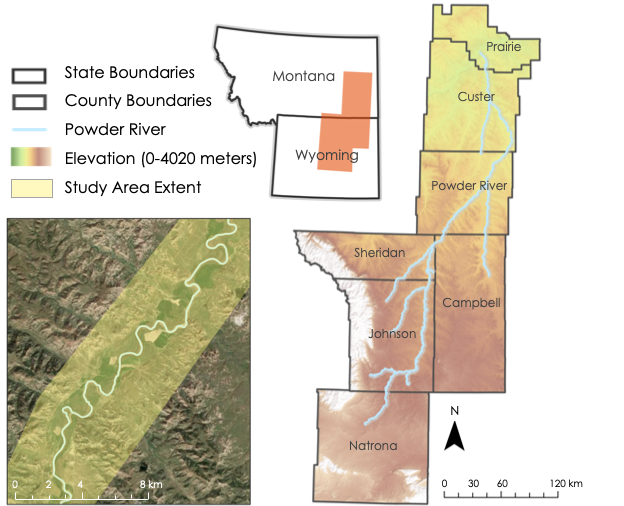 State Boundaries
County Boundaries
Powder River
Elevation (0-4020 meters)
Study Area Extent
Montana
Wyoming
Prairie
Custer
Powder River
Sheridan
Campbell
Johnson
Natrona
N
0 30 60 120 km
0 2 4 8 km